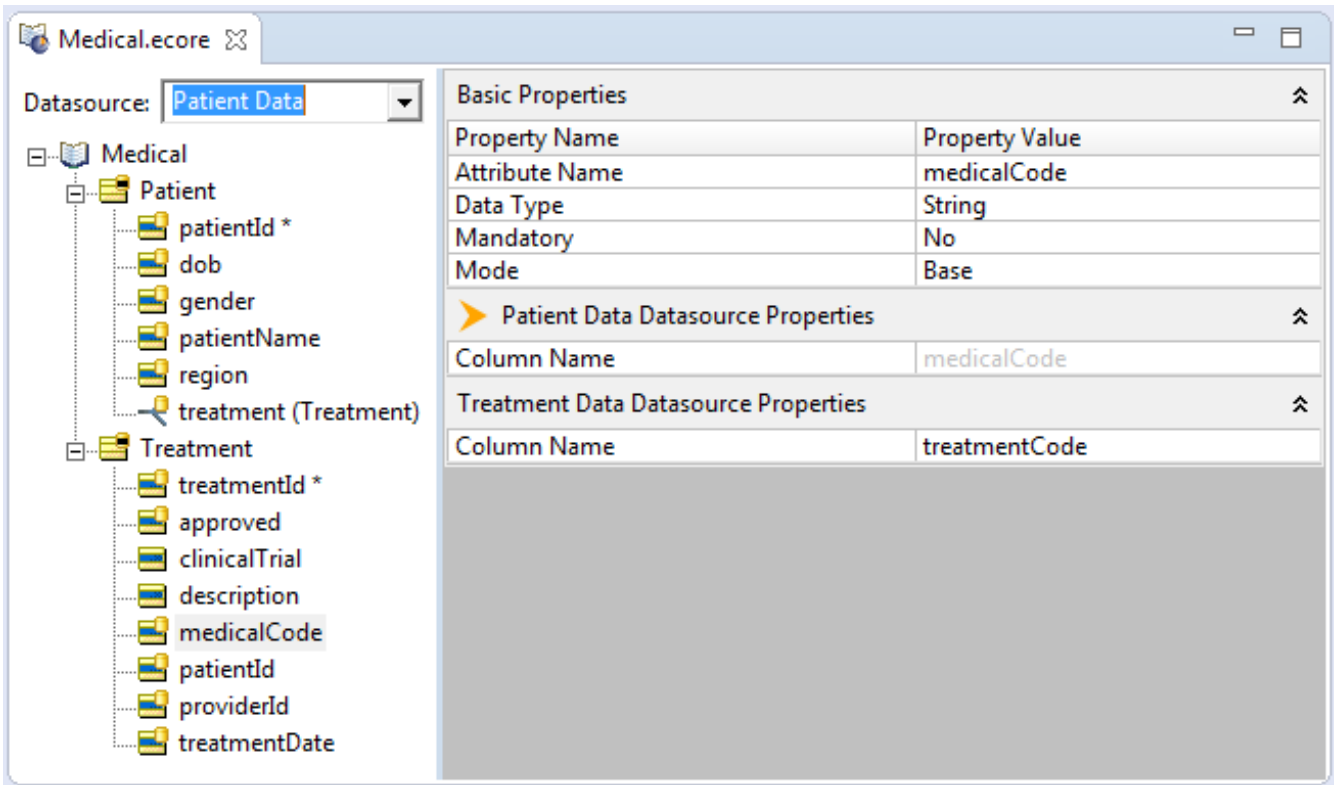 Medical.ecore
Datasource: Patient Data
Medical
Patient
patientId *
dob
gender
patientName
region
treatment (Treatment)
Treatment
treatmentId *
approved
clinicalTrial
description
medicalCode
patientId
providerId
treatmentDate
Basic Properties
Property Name Property Value
Attribute Name medicalCode
Data Type String
Mandatory No
Mode Base
Patient Data Datasource Properties
Column Name medicalCode
Treatment Data Datasource Properties
Column Name treatmentCode